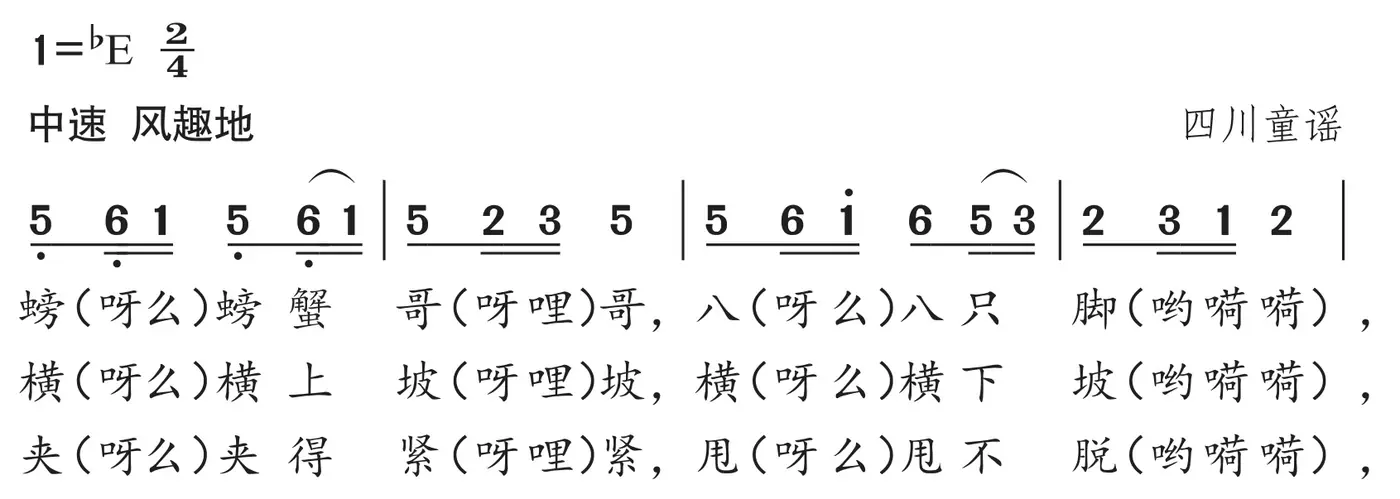 1=♭E 2/4
中速 风趣地 四川童谣
5̣ 6̣ 1 5̣ 6̣ 1 | 5 2 3 5 | 5 6 1̇ 6 5 3 | 2 3 1 2 |
螃(呀么)螃 蟹 哥(呀哩)哥, 八(呀么)八只 脚(哟嗬嗬),
横(呀么)横 上 坡(呀哩)坡, 横(呀么)横下 坡(哟嗬嗬),
夹(呀么)夹 得 紧(呀哩)紧, 甩(呀么)甩不 脱(哟嗬嗬),